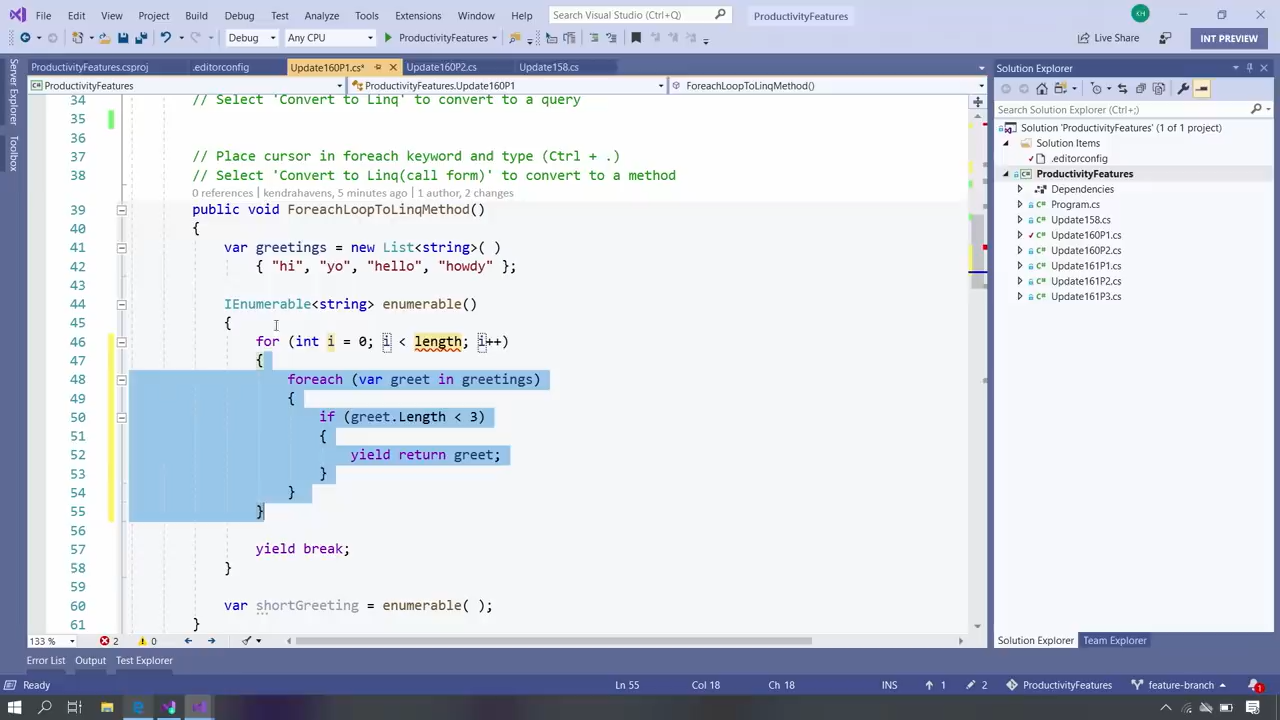 File Edit View Project Build Debug Test Analyze Tools Extensions Window Help Search Visual Studio (Ctrl+Q) ProductivityFeatures KH
Debug Any CPU ProductivityFeatures Live Share INT PREVIEW
ProductivityFeatures.csproj .editorconfig Update160P1.cs* Update160P2.cs Update158.cs
ProductivityFeatures ProductivityFeatures.Update160P1 ForeachLoopToLinqMethod()
Server Explorer
Toolbox
34 // Select 'Convert to Linq' to convert to a query
35
36
37 // Place cursor in foreach keyword and type (Ctrl + .)
38 // Select 'Convert to Linq(call form)' to convert to a method
0 references | kendrahavens, 5 minutes ago | 1 author, 2 changes
39 public void ForeachLoopToLinqMethod()
40 {
41 var greetings = new List<string>( )
42 { "hi", "yo", "hello", "howdy" };
43
44 IEnumerable<string> enumerable()
45 {
46 for (int i = 0; i < length; i++)
47 {
48 foreach (var greet in greetings)
49 {
50 if (greet.Length < 3)
51 {
52 yield return greet;
53 }
54 }
55 }
56
57 yield break;
58 }
59
60 var shortGreeting = enumerable( );
61 }
133 % 2 0
Solution Explorer
Search Solution Explorer (Ctrl+;)
Solution 'ProductivityFeatures' (1 of 1 project)
Solution Items
.editorconfig
C# ProductivityFeatures
Dependencies
C# Program.cs
C# Update158.cs
C# Update160P1.cs
C# Update160P2.cs
C# Update161P1.cs
C# Update161P2.cs
C# Update161P3.cs
Solution Explorer Team Explorer
Error List Output Test Explorer
Ready Ln 55 Col 18 Ch 18 INS 1 2 ProductivityFeatures feature-branch 1